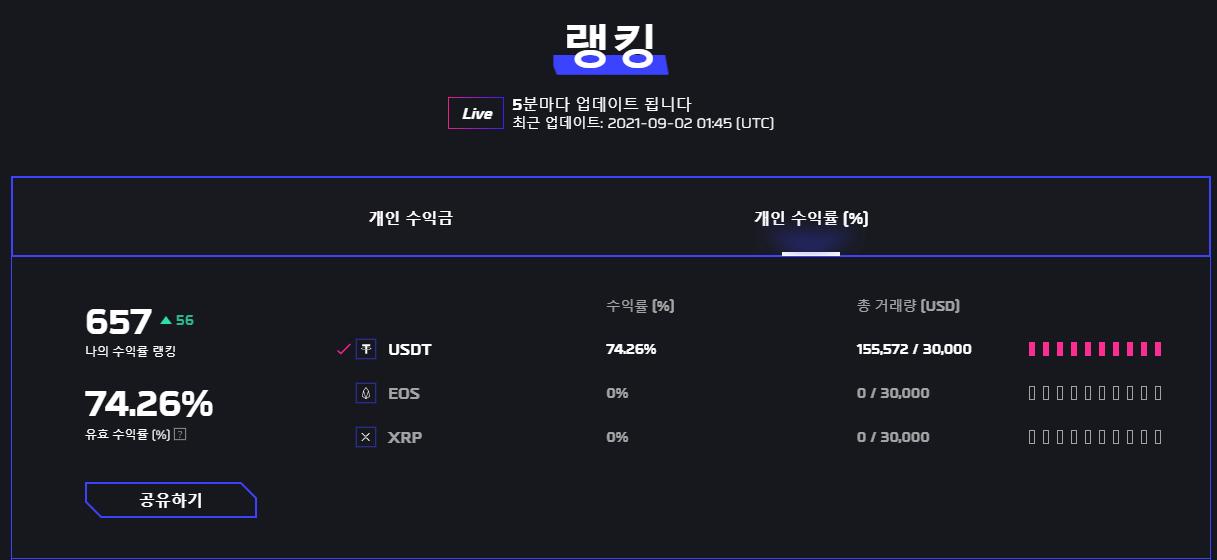 랭킹
Live
5분마다 업데이트 됩니다
최근 업데이트: 2021-09-02 01:45 (UTC)
개인 수익금
개인 수익률 (%)
657 ▲ 56
나의 수익률 랭킹
74.26%
유효 수익률 (%) ?
공유하기
수익률 (%) 총 거래량 (USD)
USDT 74.26% 155,572 / 30,000
EOS 0% 0 / 30,000
XRP 0% 0 / 30,000